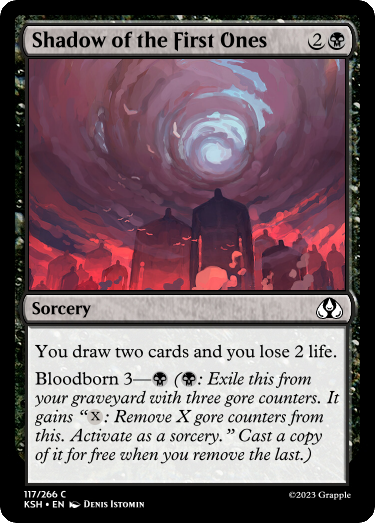 Shadow of the First Ones 2
Sorcery
You draw two cards and you lose 2 life.
Bloodborn 3— (: Exile this from
your graveyard with three gore counters. It
gains “X: Remove X gore counters from
this. Activate as a sorcery.” Cast a copy
of it for free when you remove the last.)
117/266 C
KSH • EN Denis Istomin
©2023 Grapple